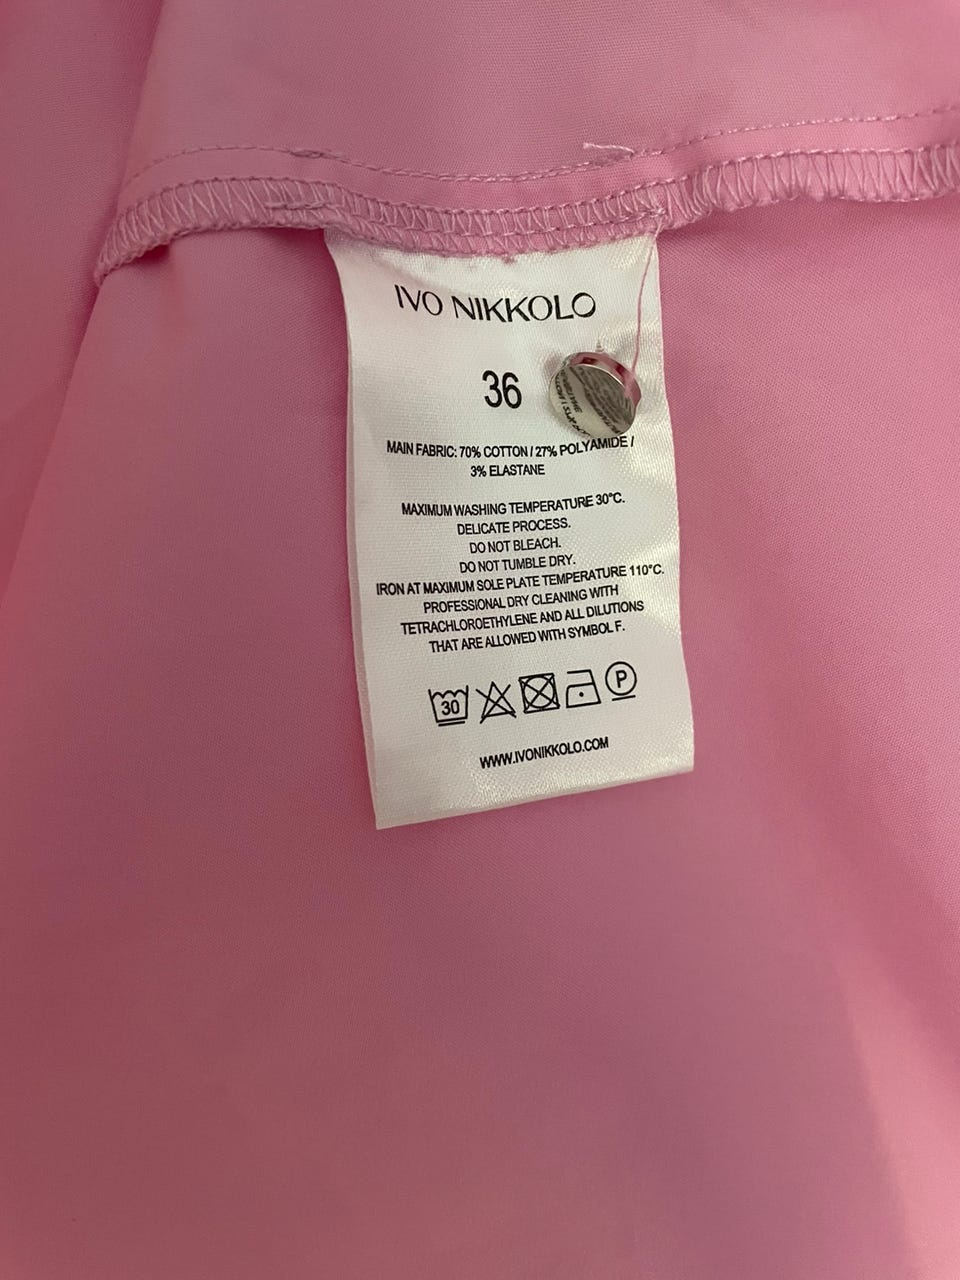 IVO NIKKOLO
36
MAIN FABRIC: 70% COTTON / 27% POLYAMIDE /
3% ELASTANE
MAXIMUM WASHING TEMPERATURE 30°C.
DELICATE PROCESS.
DO NOT BLEACH.
DO NOT TUMBLE DRY.
IRON AT MAXIMUM SOLE PLATE TEMPERATURE 110°C.
PROFESSIONAL DRY CLEANING WITH
TETRACHLOROETHYLENE AND ALL DILUTIONS
THAT ARE ALLOWED WITH SYMBOL F.
30 P
WWW.IVONIKKOLO.COM